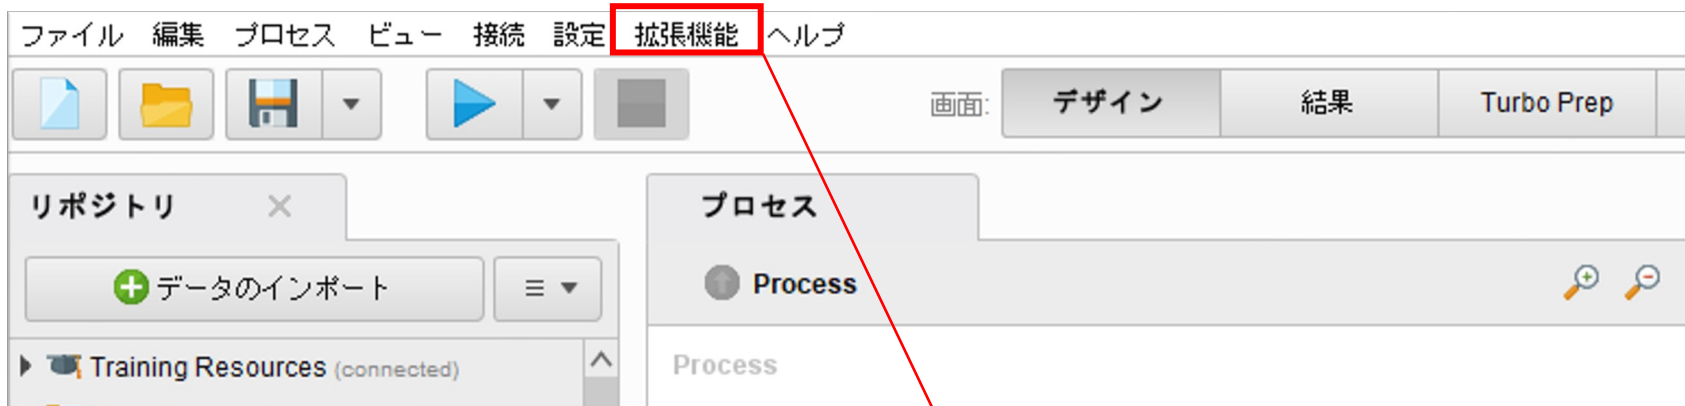 ファイル 編集 プロセス ビュー 接続 設定 拡張機能 ヘルプ
画面: デザイン 結果 Turbo Prep
リポジトリ
プロセス
データのインポート
Process
Training Resources (connected)
Process